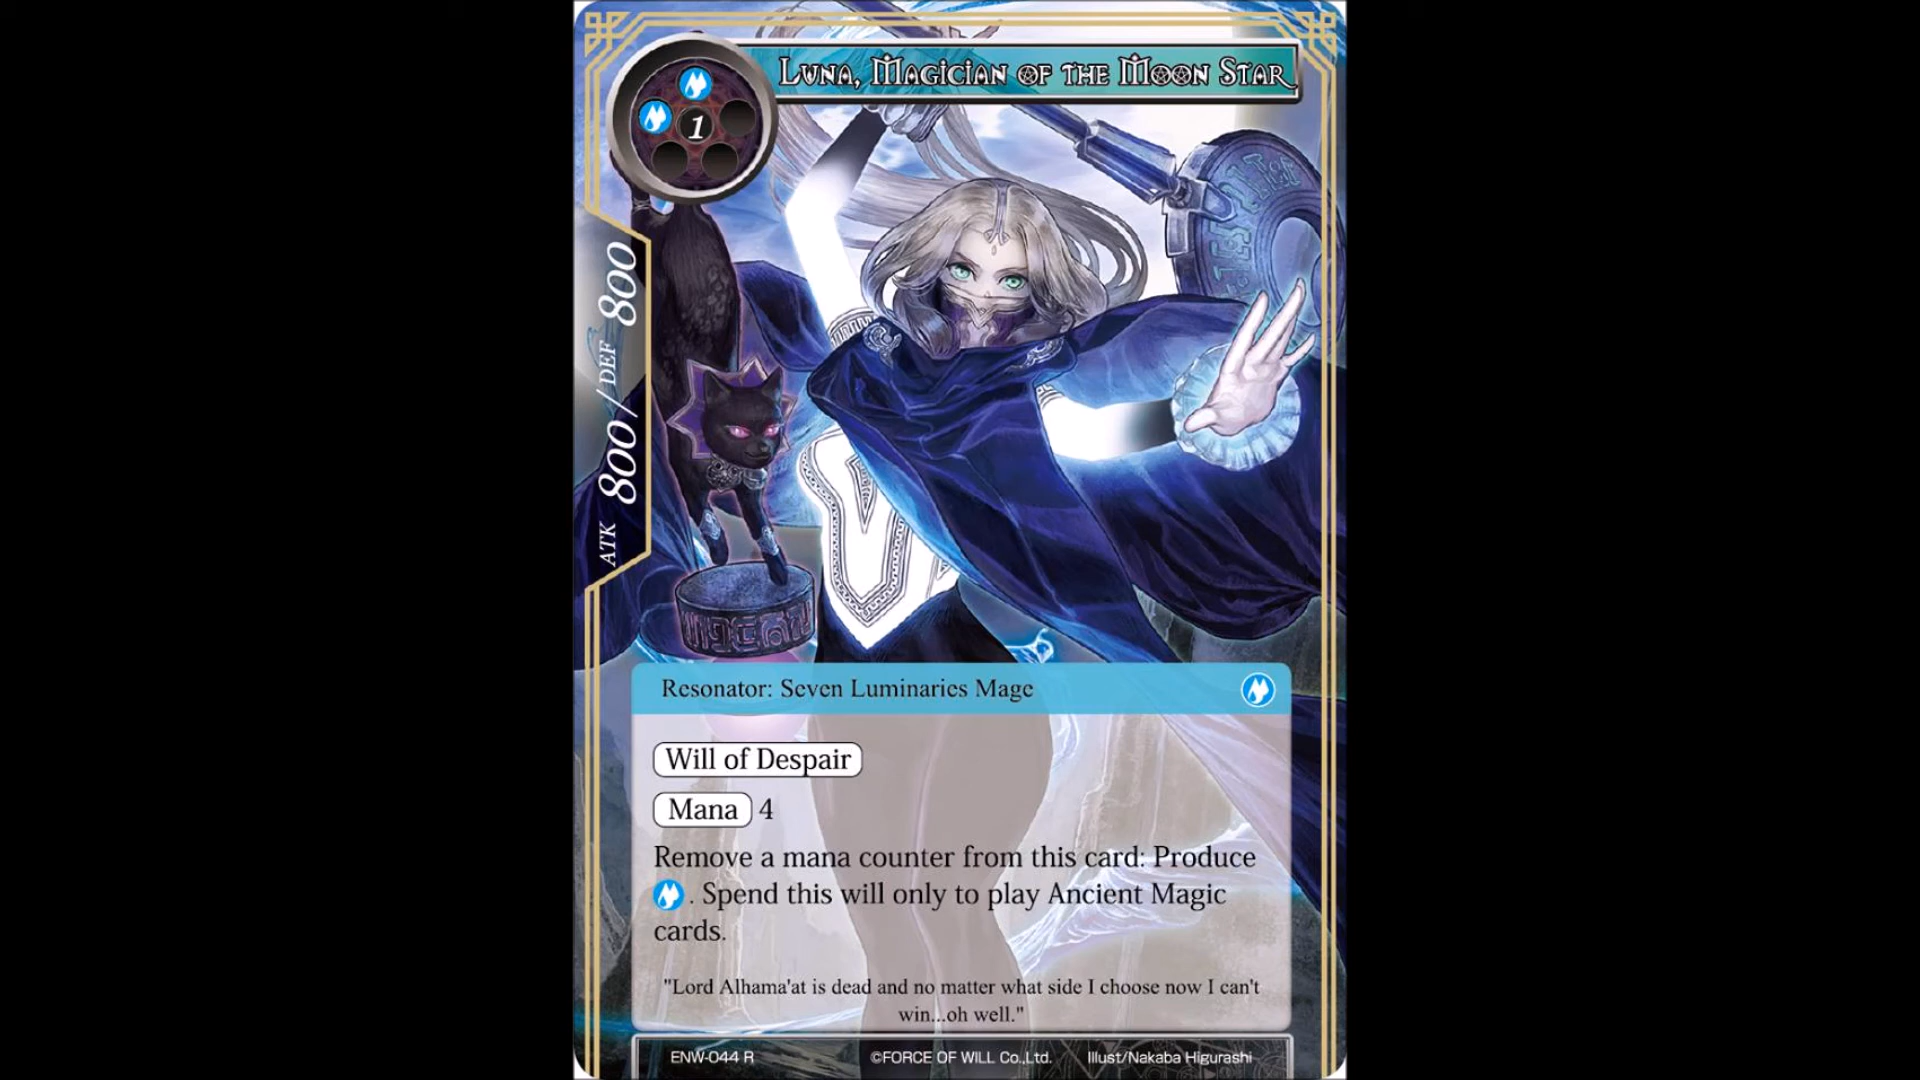 Luna, Magician of the Moon Star
1
ATK 800 / DEF 800
Resonator: Seven Luminaries Mage
Will of Despair
Mana 4
Remove a mana counter from this card: Produce
. Spend this will only to play Ancient Magic
cards.
"Lord Alhama'at is dead and no matter what side I choose now I can't
win...oh well."
ENW-044 R ©FORCE OF WILL Co.,Ltd. Illust/Nakaba Higurashi